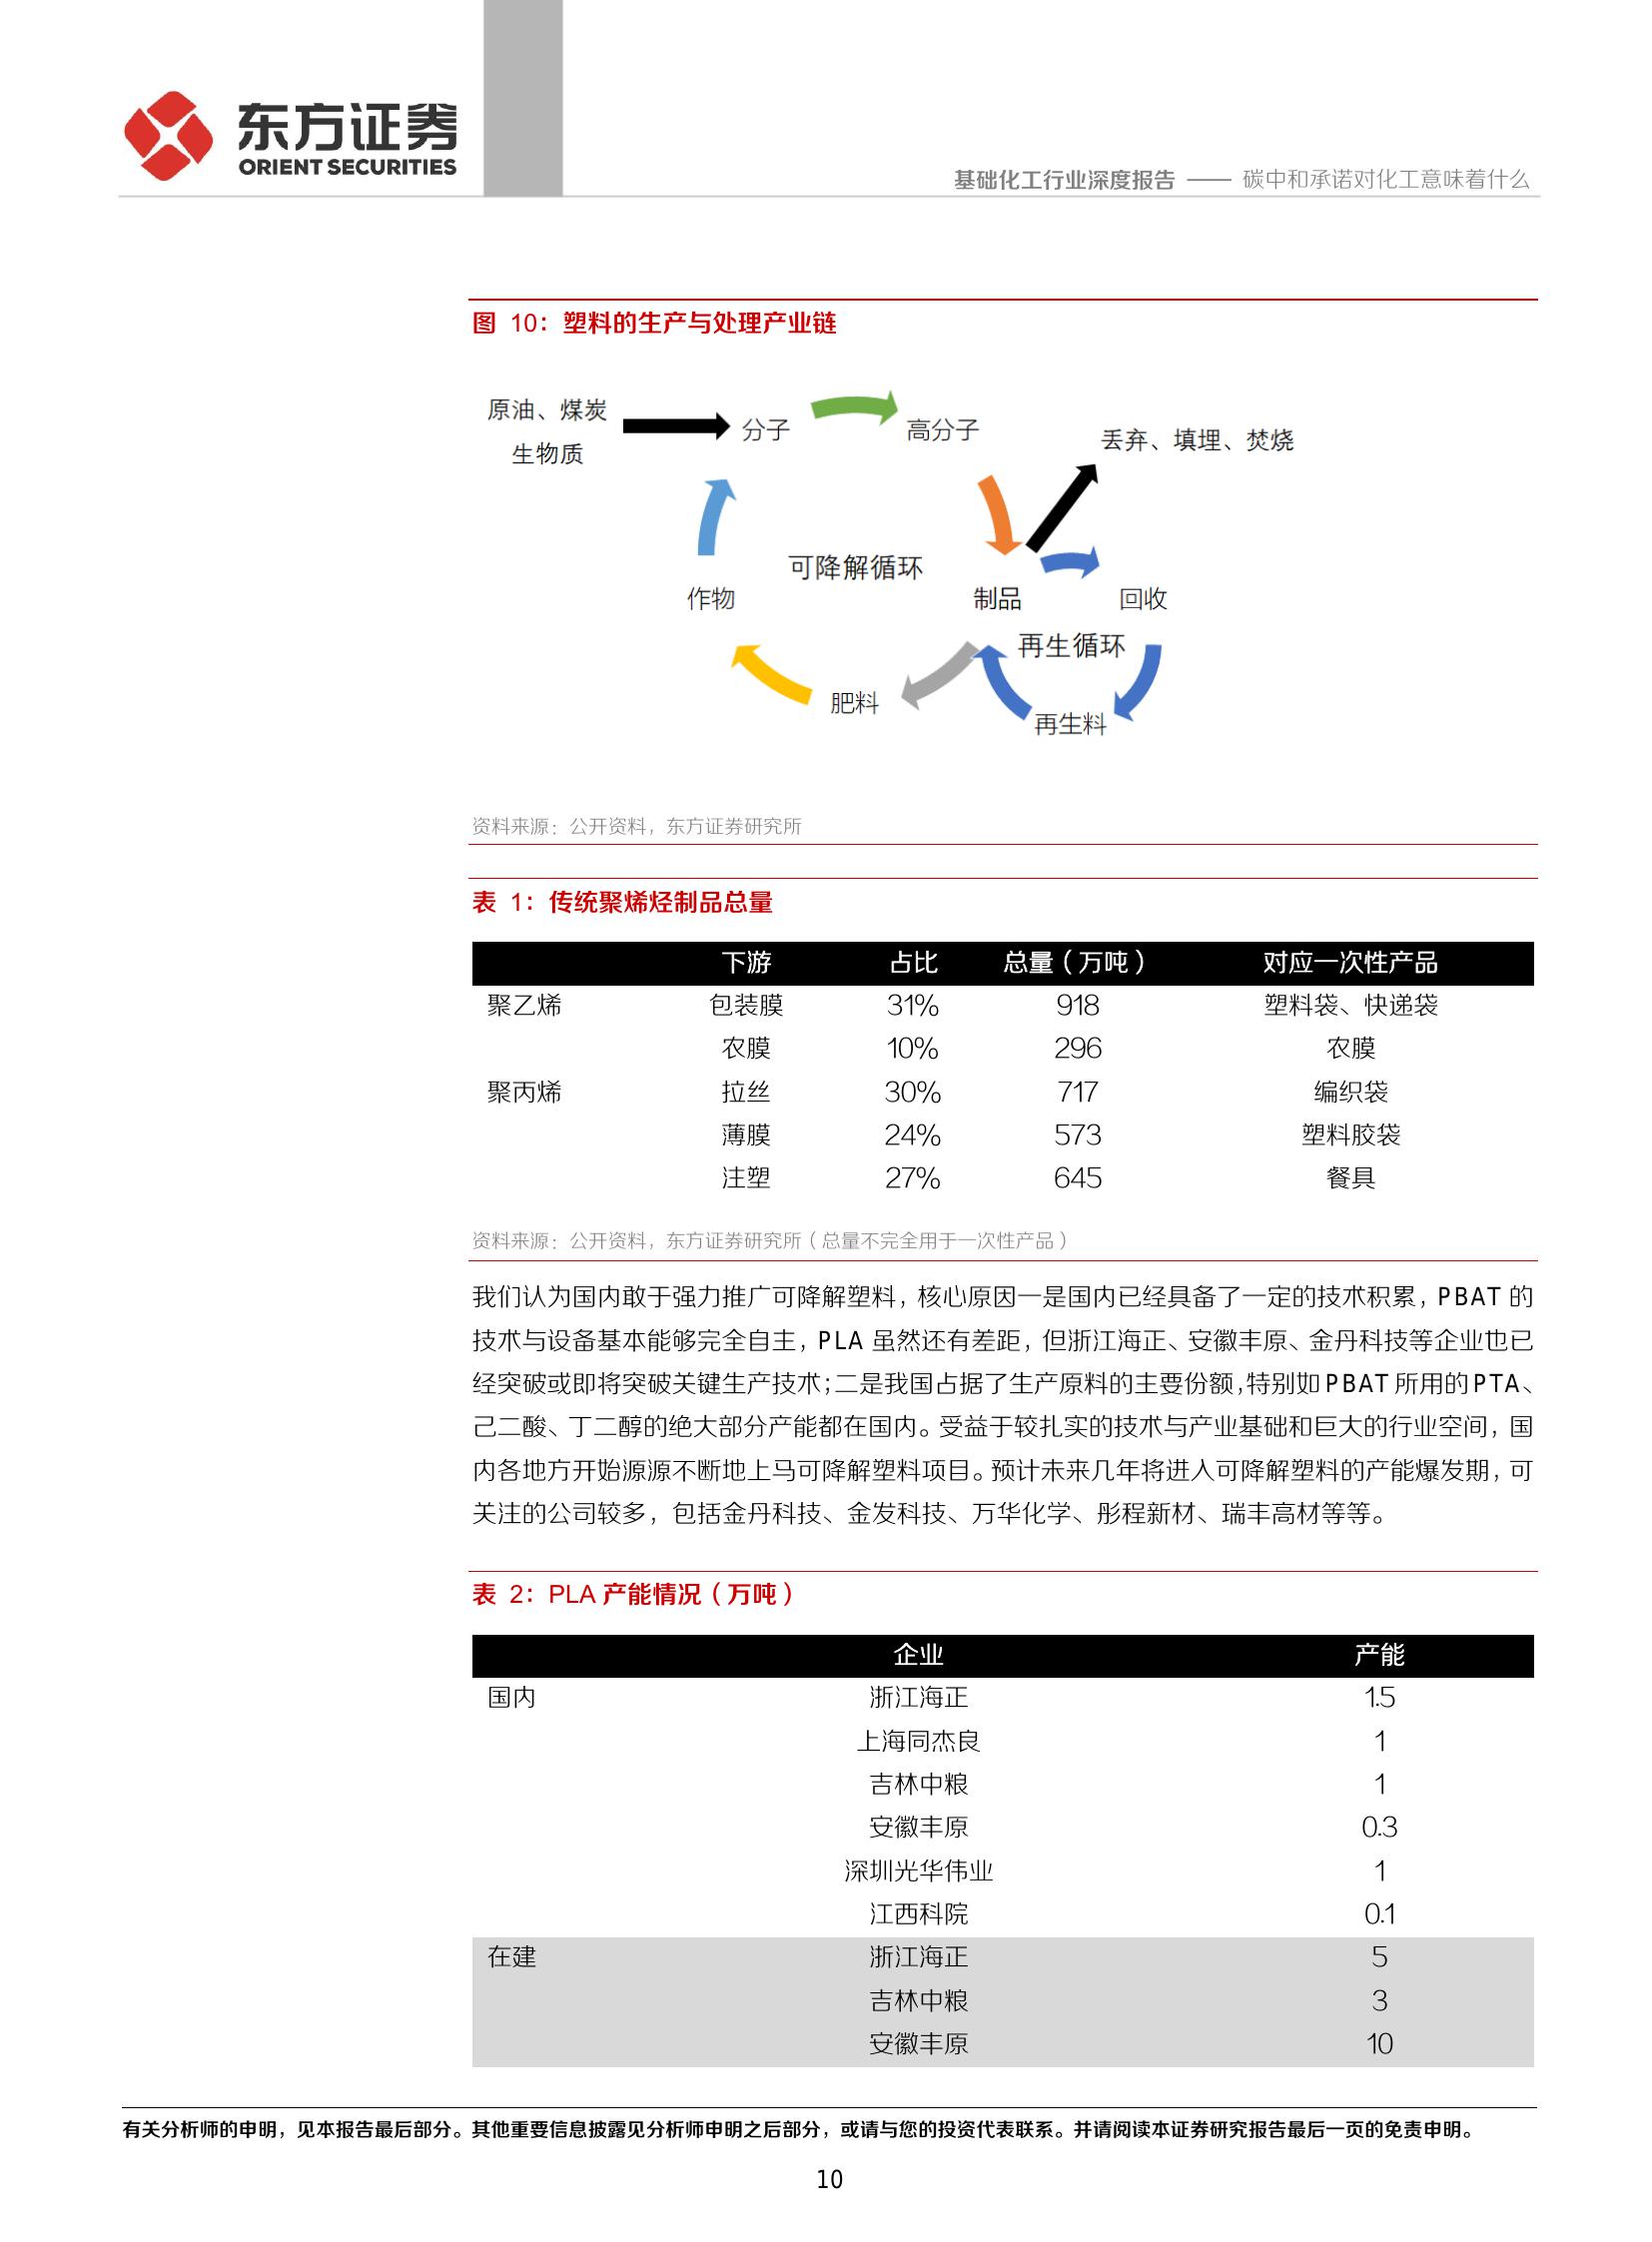 东方证券
ORIENT SECURITIES
基础化工行业深度报告 —— 碳中和承诺对化工意味着什么
图 10：塑料的生产与处理产业链
原油、煤炭
生物质
分子
高分子
丢弃、填埋、焚烧
可降解循环
作物
制品
回收
再生循环
肥料
再生料
资料来源：公开资料，东方证券研究所
表 1：传统聚烯烃制品总量
下游 占比 总量（万吨） 对应一次性产品
聚乙烯 包装膜 31% 918 塑料袋、快递袋
农膜 10% 296 农膜
聚丙烯 拉丝 30% 717 编织袋
薄膜 24% 573 塑料胶袋
注塑 27% 645 餐具
资料来源：公开资料，东方证券研究所（总量不完全用于一次性产品）
我们认为国内敢于强力推广可降解塑料，核心原因一是国内已经具备了一定的技术积累，PBAT 的
技术与设备基本能够完全自主，PLA 虽然还有差距，但浙江海正、安徽丰原、金丹科技等企业也已
经突破或即将突破关键生产技术；二是我国占据了生产原料的主要份额，特别如 PBAT 所用的 PTA、
己二酸、丁二醇的绝大部分产能都在国内。受益于较扎实的技术与产业基础和巨大的行业空间，国
内各地方开始源源不断地上马可降解塑料项目。预计未来几年将进入可降解塑料的产能爆发期，可
关注的公司较多，包括金丹科技、金发科技、万华化学、彤程新材、瑞丰高材等等。
表 2：PLA 产能情况（万吨）
企业 产能
国内 浙江海正 1.5
上海同杰良 1
吉林中粮 1
安徽丰原 0.3
深圳光华伟业 1
江西科院 0.1
在建 浙江海正 5
吉林中粮 3
安徽丰原 10
有关分析师的申明，见本报告最后部分。其他重要信息披露见分析师申明之后部分，或请与您的投资代表联系。并请阅读本证券研究报告最后一页的免责申明。
10